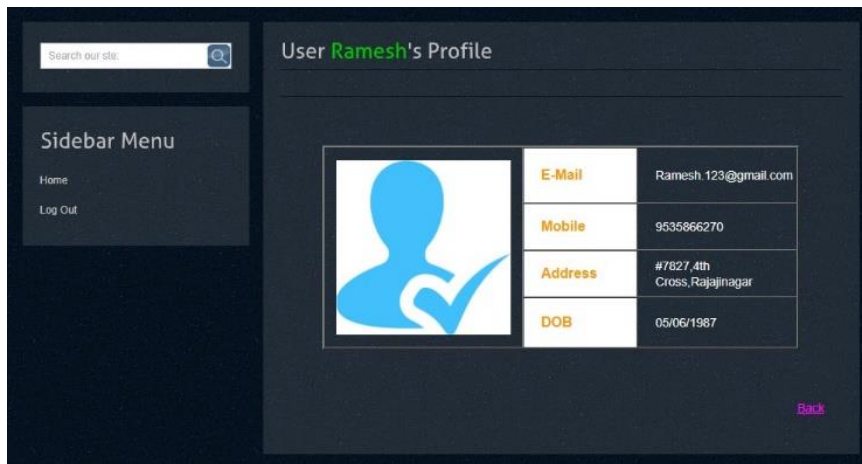 Search our site:
User Ramesh's Profile
Sidebar Menu
Home
Log Out
E-Mail
Ramesh.123@gmail.com
Mobile
9535866270
Address
#7827,4th
Cross,Rajajinagar
DOB
05/06/1987
Back